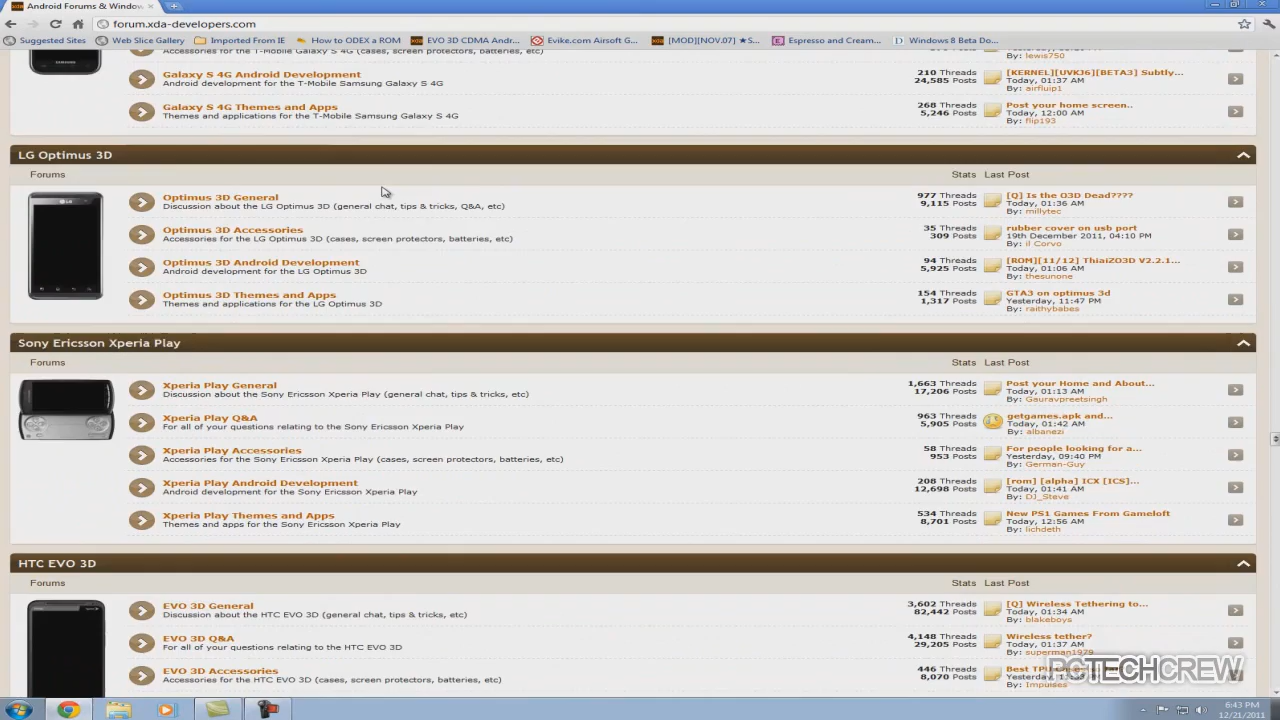 Android Forums & Window
forum.xda-developers.com
Suggested Sites Web Slice Gallery Imported From IE How to ODEX a ROM EVO 3D CDMA Andr... Evike.com Airsoft G... [MOD][NOV.07] ★S... Espresso and Cream... Windows 8 Beta Do...
Accessories for the T-Mobile Galaxy S 4G (cases, screen protectors, batteries, etc)
By: lewis750
Galaxy S 4G Android Development
Android development for the T-Mobile Samsung Galaxy S 4G
210 Threads
24,585 Posts
[KERNEL][UVKJ6][BETA3] Subtly...
Today, 01:37 AM
By: airfluip1
Galaxy S 4G Themes and Apps
Themes and applications for the T-Mobile Samsung Galaxy S 4G
268 Threads
5,246 Posts
Post your home screen..
Today, 12:00 AM
By: flip193
LG Optimus 3D
Forums Stats Last Post
Optimus 3D General
Discussion about the LG Optimus 3D (general chat, tips & tricks, Q&A, etc)
977 Threads
9,115 Posts
[Q] Is the O3D Dead????
Today, 01:36 AM
By: millytec
Optimus 3D Accessories
Accessories for the LG Optimus 3D (cases, screen protectors, batteries, etc)
35 Threads
309 Posts
rubber cover on usb port
19th December 2011, 04:10 PM
By: il Corvo
Optimus 3D Android Development
Android development for the LG Optimus 3D
94 Threads
5,925 Posts
[ROM][11/12] ThiaiZO3D V2.2.1...
Today, 01:06 AM
By: thesunone
Optimus 3D Themes and Apps
Themes and applications for the LG Optimus 3D
154 Threads
1,317 Posts
GTA3 on optimus 3d
Yesterday, 11:47 PM
By: raithybabes
Sony Ericsson Xperia Play
Forums Stats Last Post
Xperia Play General
Discussion about the Sony Ericsson Xperia Play (general chat, tips & tricks, etc)
1,663 Threads
17,206 Posts
Post your Home and About...
Today, 01:13 AM
By: Gauravpreetsingh
Xperia Play Q&A
For all of your questions relating to the Sony Ericsson Xperia Play
963 Threads
5,905 Posts
getgames.apk and...
Today, 01:42 AM
By: albanezi
Xperia Play Accessories
Accessories for the Sony Ericsson Xperia Play (cases, screen protectors, batteries, etc)
58 Threads
953 Posts
For people looking for a...
Yesterday, 09:40 PM
By: German-Guy
Xperia Play Android Development
Android development for the Sony Ericsson Xperia Play
208 Threads
12,698 Posts
[rom] [alpha] ICX [ICS]...
Today, 01:41 AM
By: DJ_Steve
Xperia Play Themes and Apps
Themes and apps for the Sony Ericsson Xperia Play
534 Threads
8,701 Posts
New PS1 Games From Gameloft
Today, 12:56 AM
By: lichdeth
HTC EVO 3D
Forums Stats Last Post
EVO 3D General
Discussion about the HTC EVO 3D (general chat, tips & tricks, etc)
3,602 Threads
82,442 Posts
[Q] Wireless Tethering to...
Today, 01:34 AM
By: blakeboys
EVO 3D Q&A
For all of your questions relating to the HTC EVO 3D
4,148 Threads
29,205 Posts
Wireless tether?
Today, 01:37 AM
By: superman1979
EVO 3D Accessories
Accessories for the HTC EVO 3D (cases, screen protectors, batteries, etc)
446 Threads
8,070 Posts
Best TPU
By: Impulses
PCTECHCREW
6:43 PM
12/21/2011